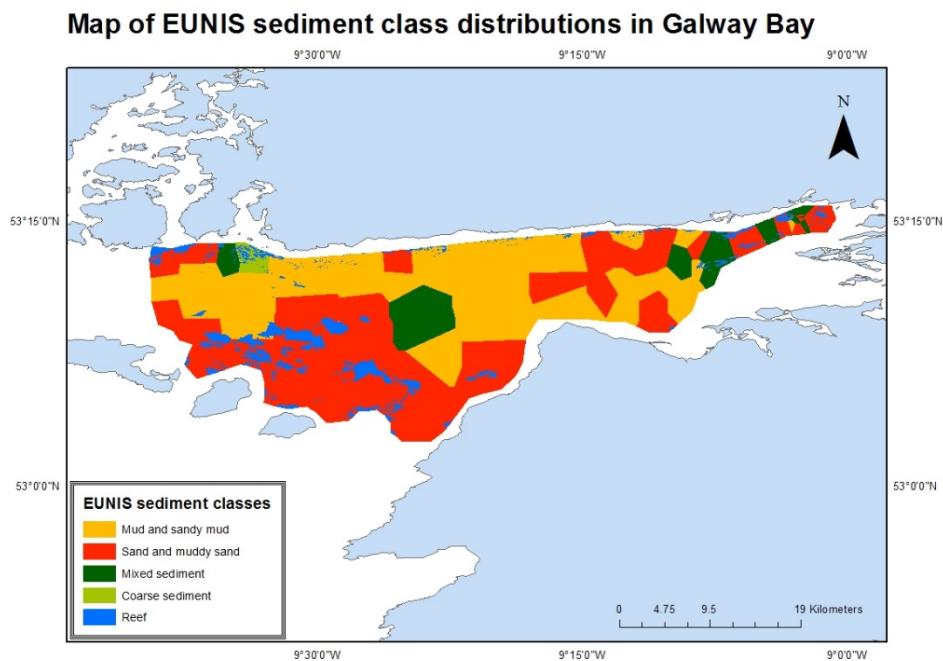 Map of EUNIS sediment class distributions in Galway Bay
9°30'0"W 9°15'0"W 9°0'0"W
N
53°15'0"N 53°15'0"N
53°0'0"N 53°0'0"N
EUNIS sediment classes
Mud and sandy mud
Sand and muddy sand
Mixed sediment
Coarse sediment
Reef
0 4.75 9.5 19 Kilometers
9°30'0"W 9°15'0"W 9°0'0"W